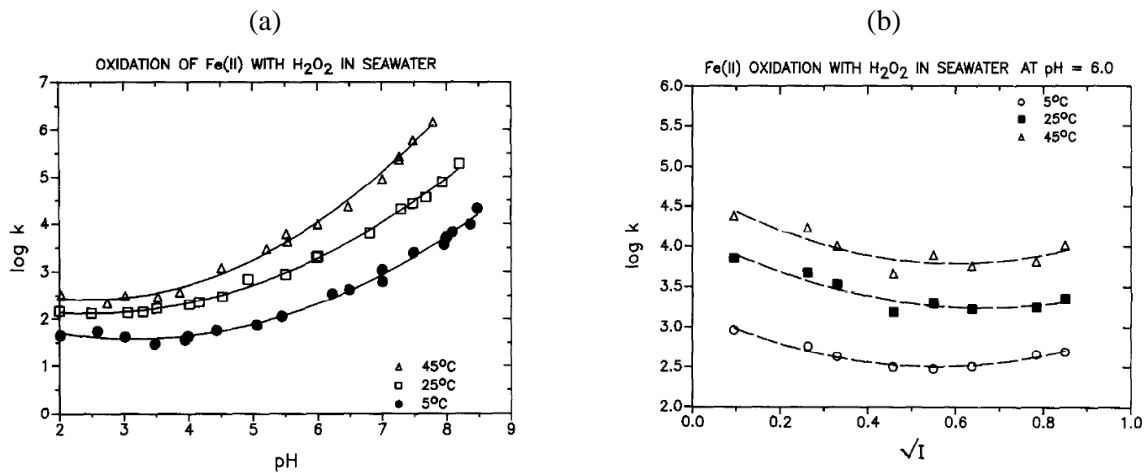 (a)
OXIDATION OF Fe(II) WITH H₂O₂ IN SEAWATER
7
6
5
4
3
2
1
0
log k
45°C
25°C
5°C
2 3 4 5 6 7 8 9
pH
(b)
Fe(II) OXIDATION WITH H₂O₂ IN SEAWATER AT pH = 6.0
6.0
5.5
5.0
4.5
4.0
3.5
3.0
2.5
2.0
log k
5°C
25°C
45°C
0.0 0.2 0.4 0.6 0.8 1.0
√I